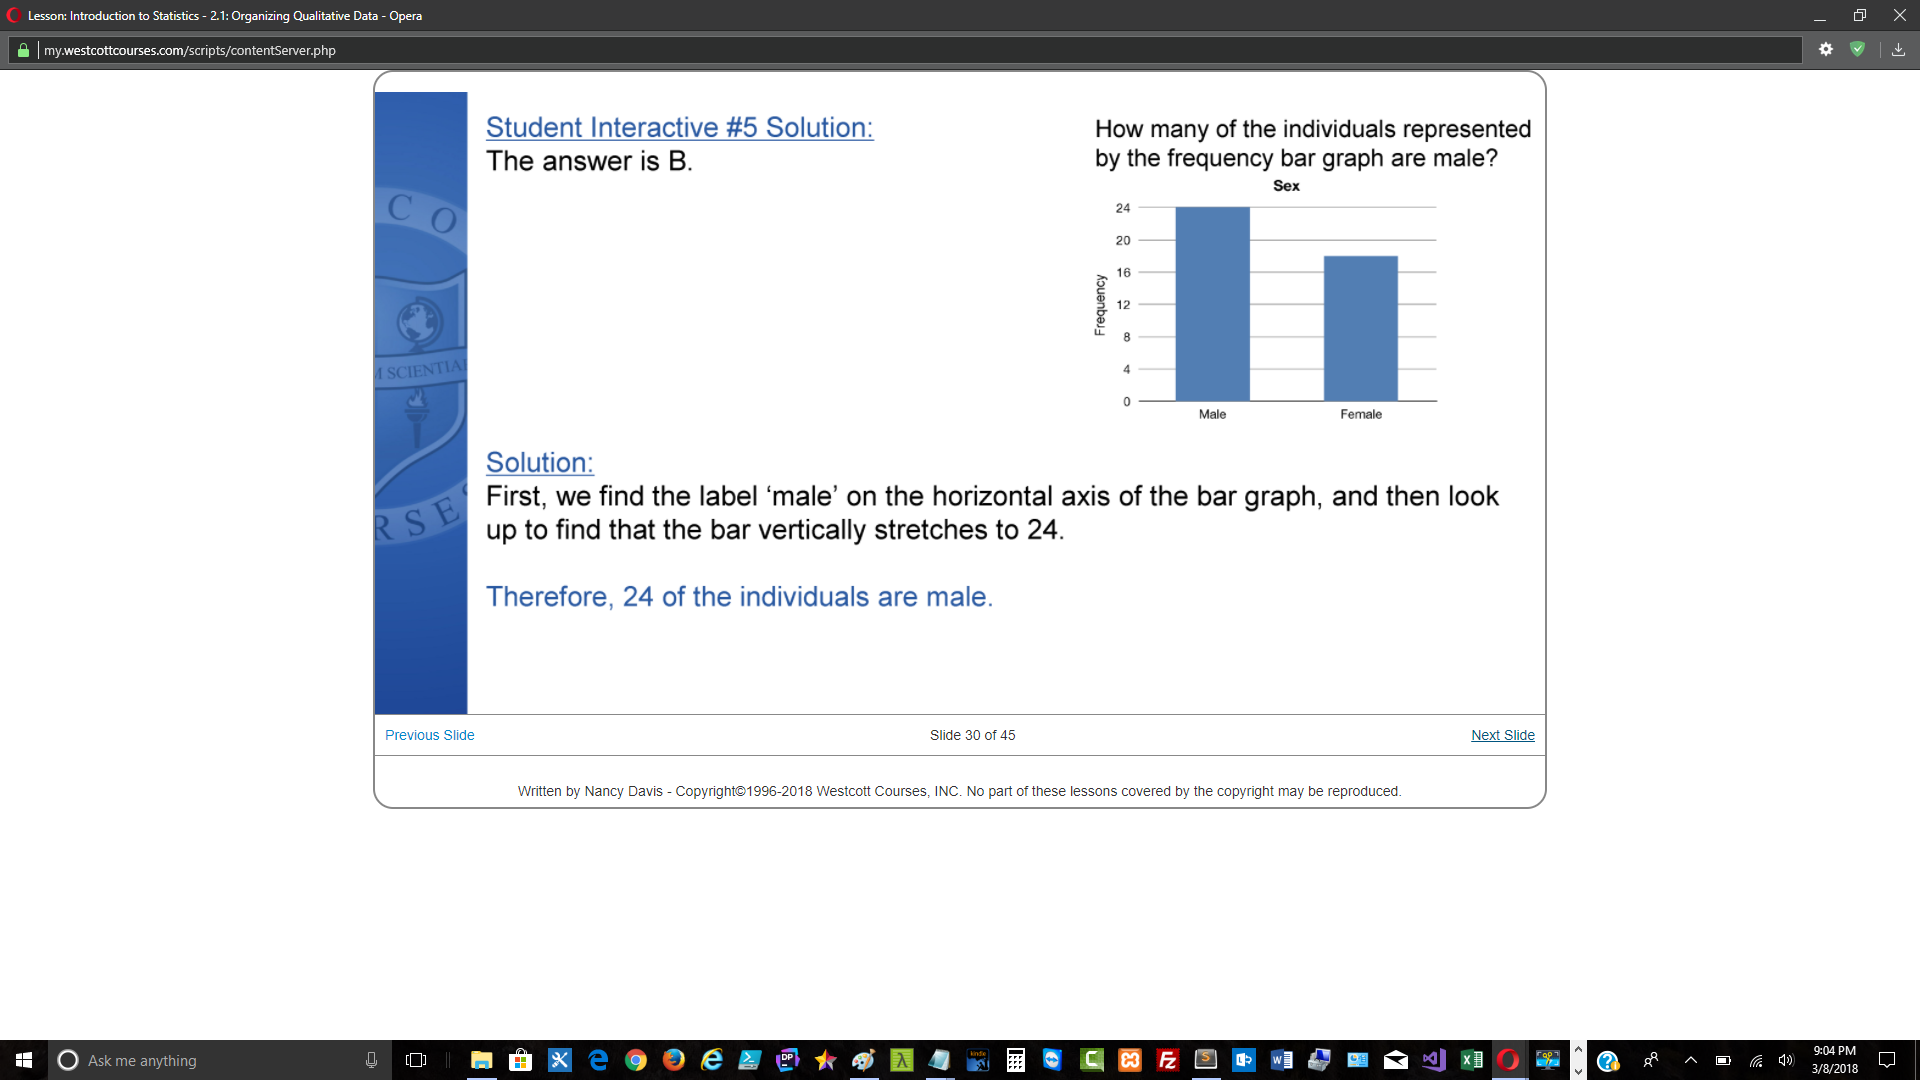 Lesson: Introduction to Statistics - 2.1: Organizing Qualitative Data - Opera
my.westcottcourses.com/scripts/contentServer.php
Student Interactive #5 Solution:
The answer is B.
How many of the individuals represented
by the frequency bar graph are male?
Sex
24
20
16
12
8
4
0
Frequency
Male Female
C O
M SCIENTIA
RSES
Solution:
First, we find the label ‘male’ on the horizontal axis of the bar graph, and then look
up to find that the bar vertically stretches to 24.
Therefore, 24 of the individuals are male.
Previous Slide Slide 30 of 45 Next Slide
Written by Nancy Davis - Copyright©1996-2018 Westcott Courses, INC. No part of these lessons covered by the copyright may be reproduced.
Ask me anything
DP
kindle
9:04 PM
3/8/2018